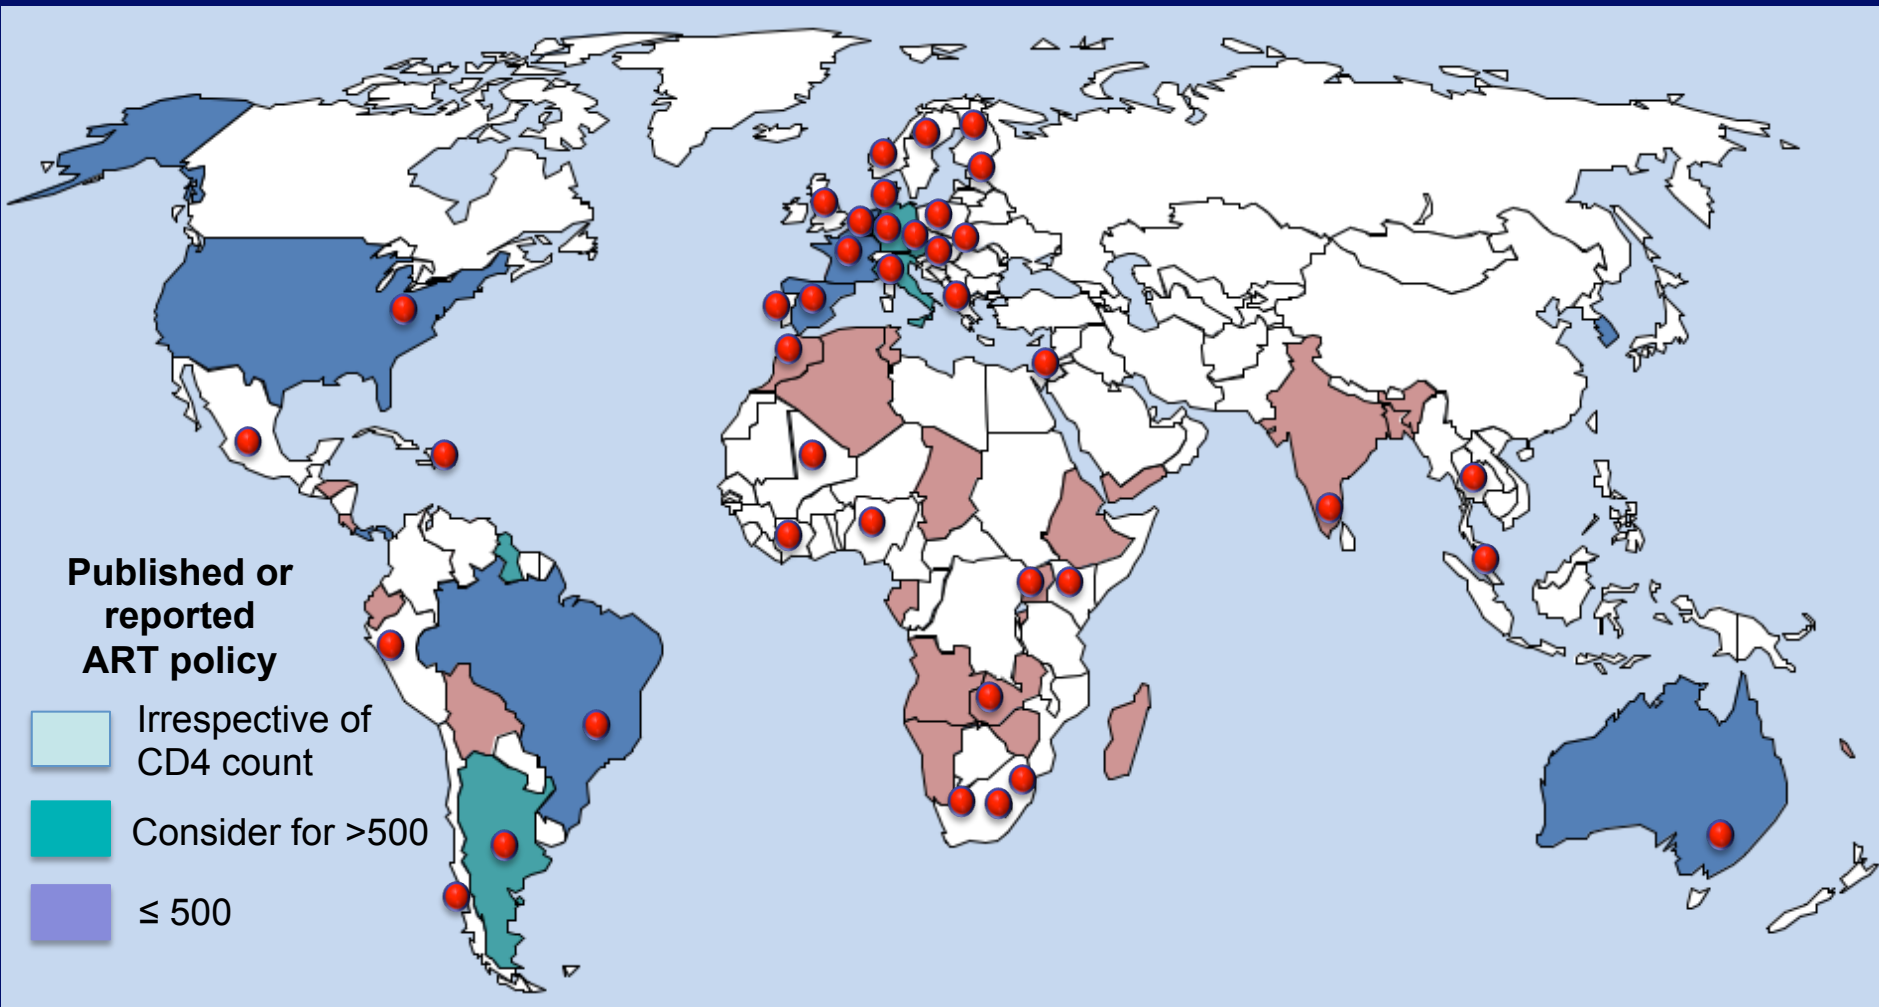 Published or
reported
ART policy
Irrespective of
CD4 count
Consider for >500
≤ 500